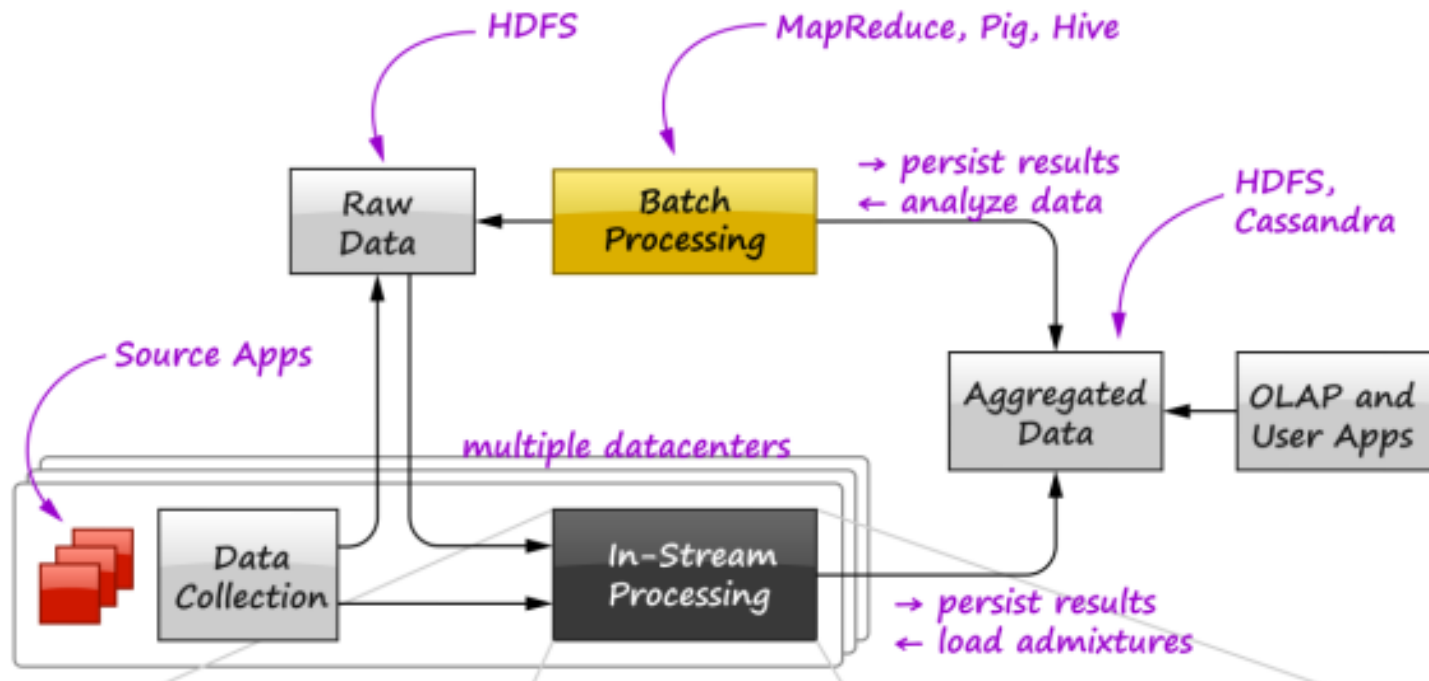 HDFS
MapReduce, Pig, Hive
Raw
Data
Batch
Processing
→ persist results
← analyze data
HDFS,
Cassandra
Source Apps
Aggregated
Data
OLAP and
User Apps
multiple datacenters
Data
Collection
In-Stream
Processing
→ persist results
← load admixtures